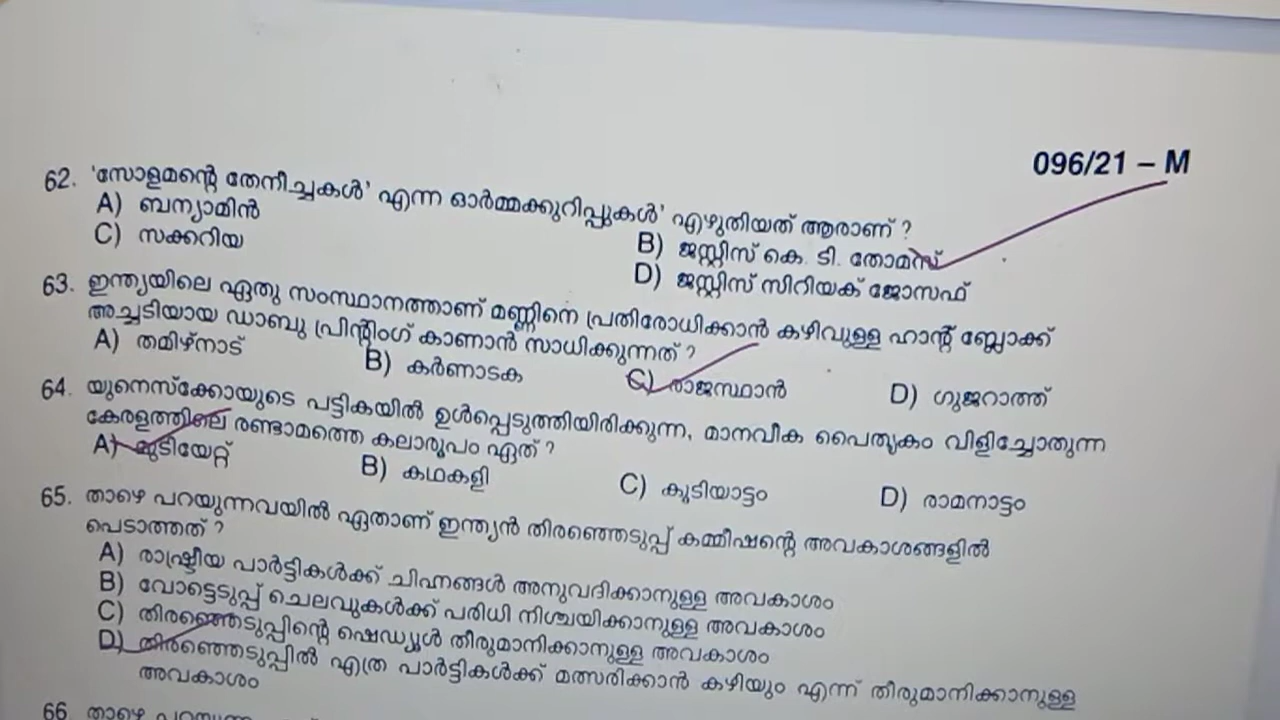 096/21 – M
62. 'സോളമന്റെ തേനീച്ചകൾ' എന്ന ഓർമ്മക്കുറിപ്പുകൾ' എഴുതിയത് ആരാണ് ?
A) ബന്യാമിൻ B) ജസ്റ്റിസ് കെ. ടി. തോമസ്
C) സക്കറിയ D) ജസ്റ്റിസ് സിറിയക് ജോസഫ്
63. ഇന്ത്യയിലെ ഏതു സംസ്ഥാനത്താണ് മണ്ണിനെ പ്രതിരോധിക്കാൻ കഴിവുള്ള ഹാന്റ് ബ്ലോക്ക്
അച്ചടിയായ ഡാബു പ്രിന്റിംഗ് കാണാൻ സാധിക്കുന്നത് ?
A) തമിഴ്നാട് B) കർണാടക C) രാജസ്ഥാൻ D) ഗുജറാത്ത്
64. യുനെസ്ക്കോയുടെ പട്ടികയിൽ ഉൾപ്പെടുത്തിയിരിക്കുന്ന, മാനവീക പൈതൃകം വിളിച്ചോതുന്ന
കേരളത്തിലെ രണ്ടാമത്തെ കലാരൂപം ഏത് ?
A) മുടിയേറ്റ് B) കഥകളി C) കൂടിയാട്ടം D) രാമനാട്ടം
65. താഴെ പറയുന്നവയിൽ ഏതാണ് ഇന്ത്യൻ തിരഞ്ഞെടുപ്പ് കമ്മീഷന്റെ അവകാശങ്ങളിൽ
പെടാത്തത് ?
A) രാഷ്ട്രീയ പാർട്ടികൾക്ക് ചിഹ്നങ്ങൾ അനുവദിക്കാനുള്ള അവകാശം
B) വോട്ടെടുപ്പ് ചെലവുകൾക്ക് പരിധി നിശ്ചയിക്കാനുള്ള അവകാശം
C) തിരഞ്ഞെടുപ്പിന്റെ ഷെഡ്യൂൾ തീരുമാനിക്കാനുള്ള അവകാശം
D) തിരഞ്ഞെടുപ്പിൽ എത്ര പാർട്ടികൾക്ക് മത്സരിക്കാൻ കഴിയും എന്ന് തീരുമാനിക്കാനുള്ള
അവകാശം
66. താഴെ